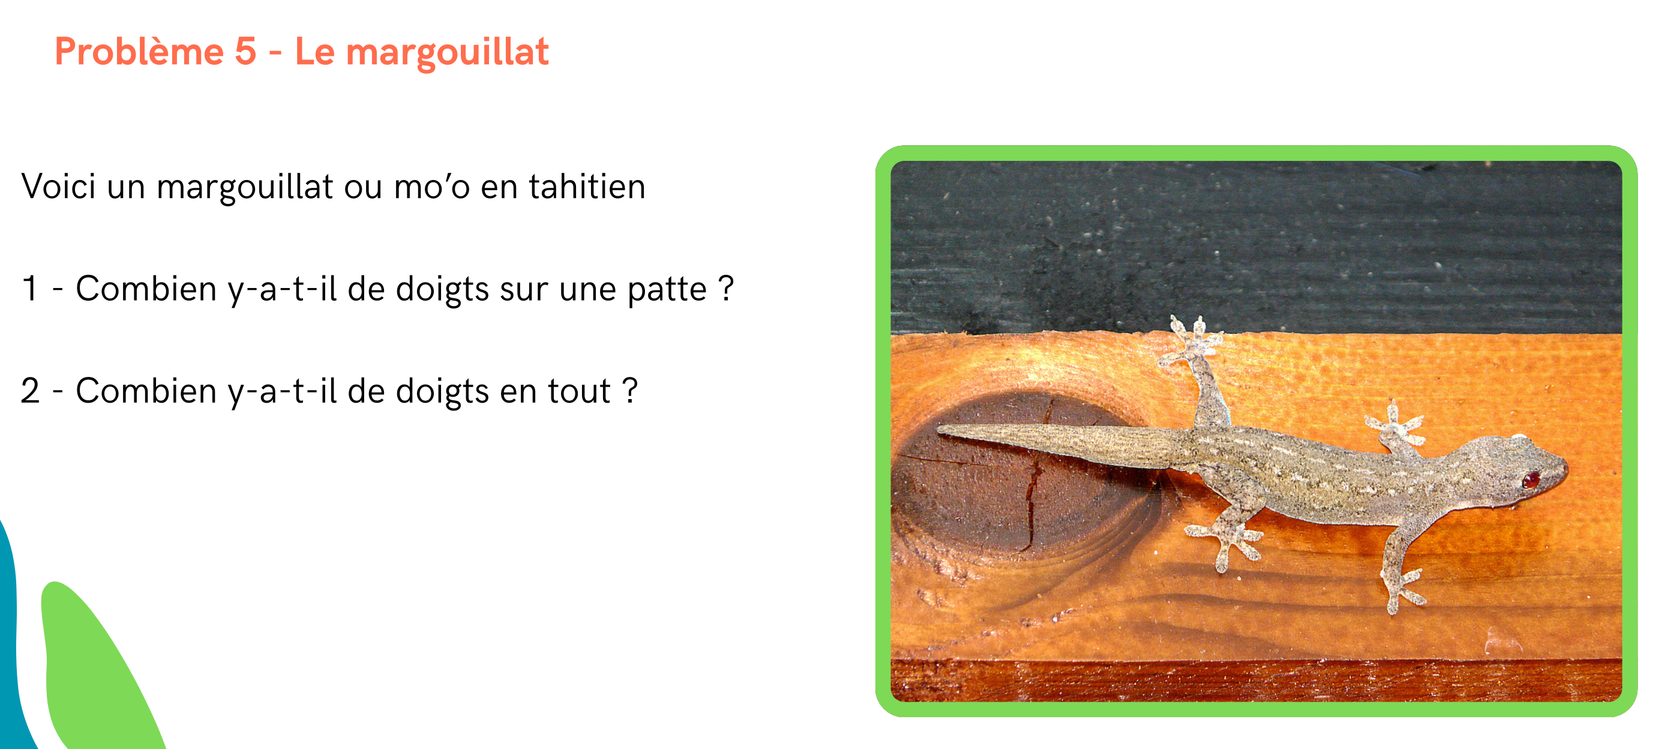 Problème 5 - Le margouillat
Voici un margouillat ou mo’o en tahitien
1 - Combien y-a-t-il de doigts sur une patte ?
2 - Combien y-a-t-il de doigts en tout ?